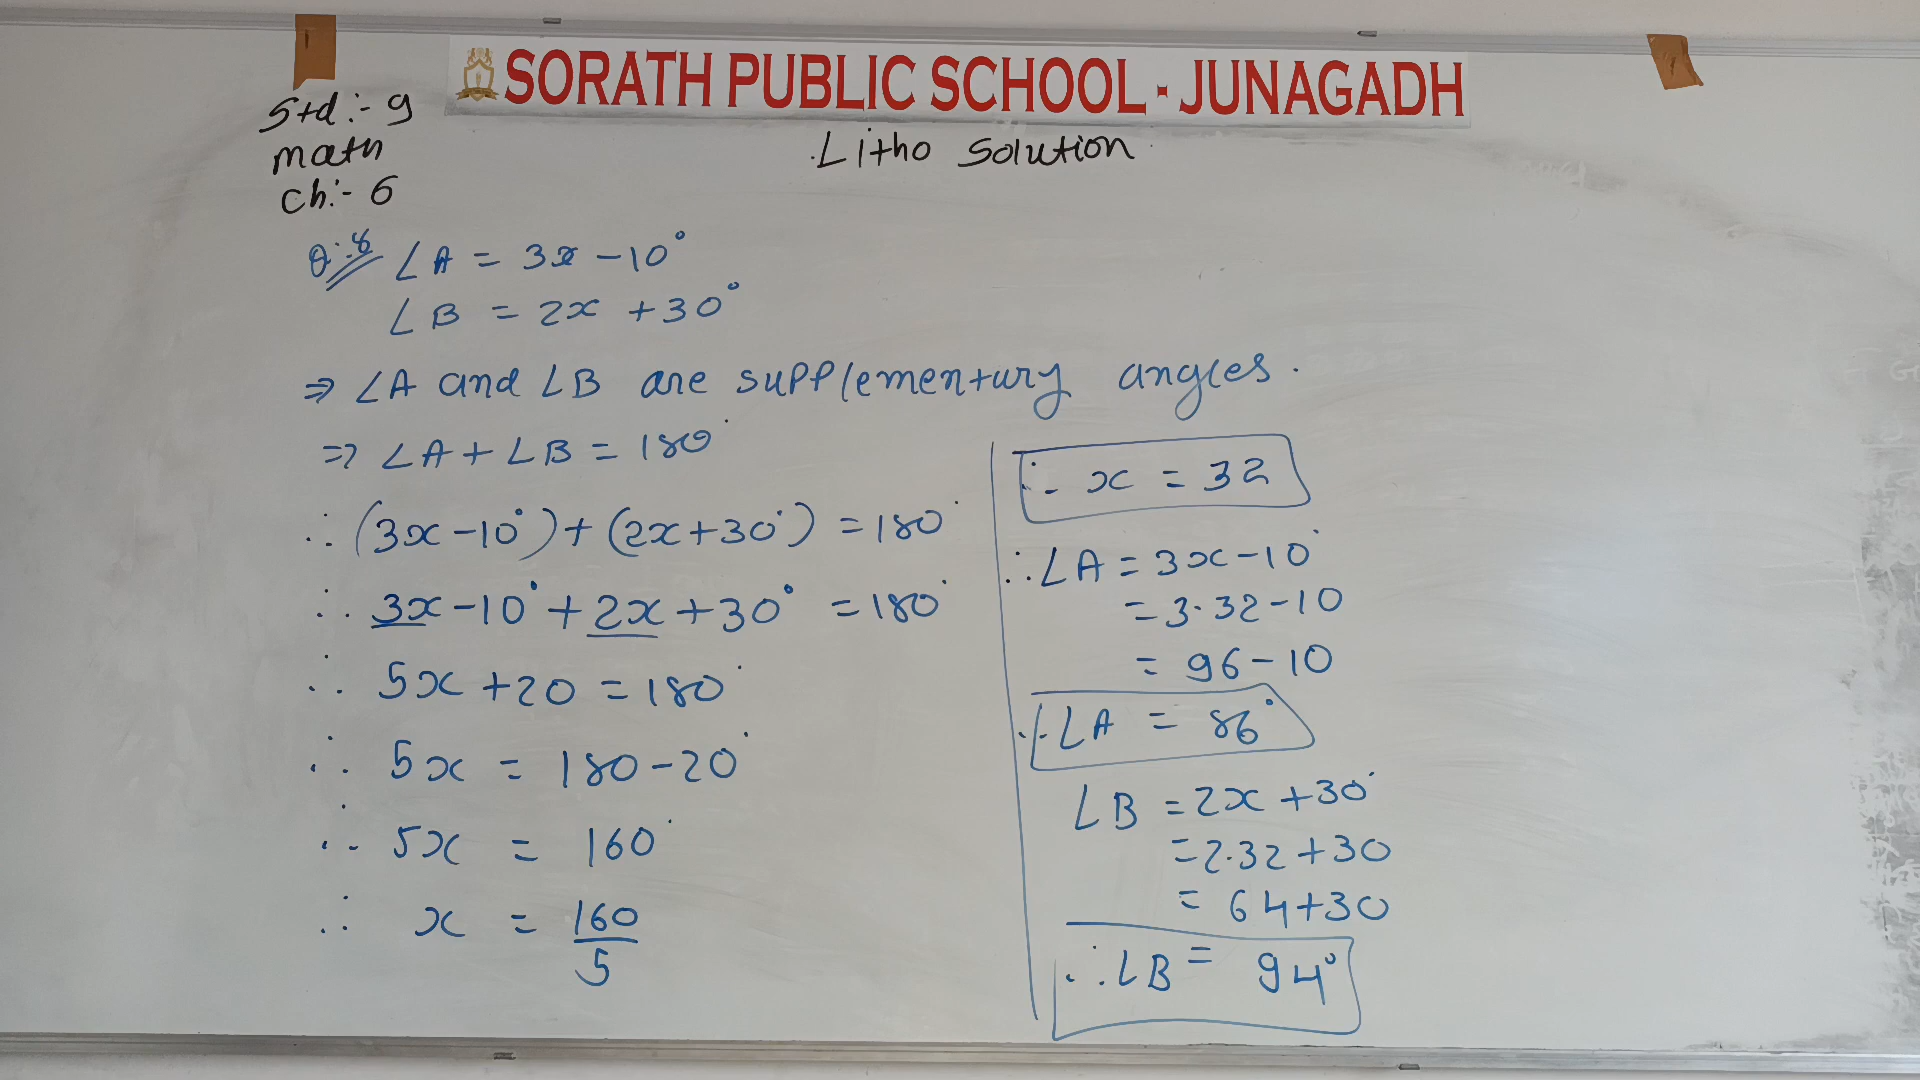 SORATH PUBLIC SCHOOL - JUNAGADH
Std :- 9
math
Ch :- 6
Litho Solution
Q:8 ∠A = 3x - 10°
∠B = 2x + 30°
⇒ ∠A and ∠B are supplementury angles.
⇒ ∠A + ∠B = 180°
∴ (3x - 10°) + (2x + 30°) = 180°
∴ 3x - 10° + 2x + 30° = 180°
∴ 5x + 20 = 180°
∴ 5x = 180 - 20°
∴ 5x = 160°
∴ x = 160/5
∴ x = 32
∴ ∠A = 3x - 10°
= 3·32 - 10
= 96 - 10
∴ ∠A = 86°
∠B = 2x + 30°
= 2·32 + 30
= 64 + 30
∴ ∠B = 94°